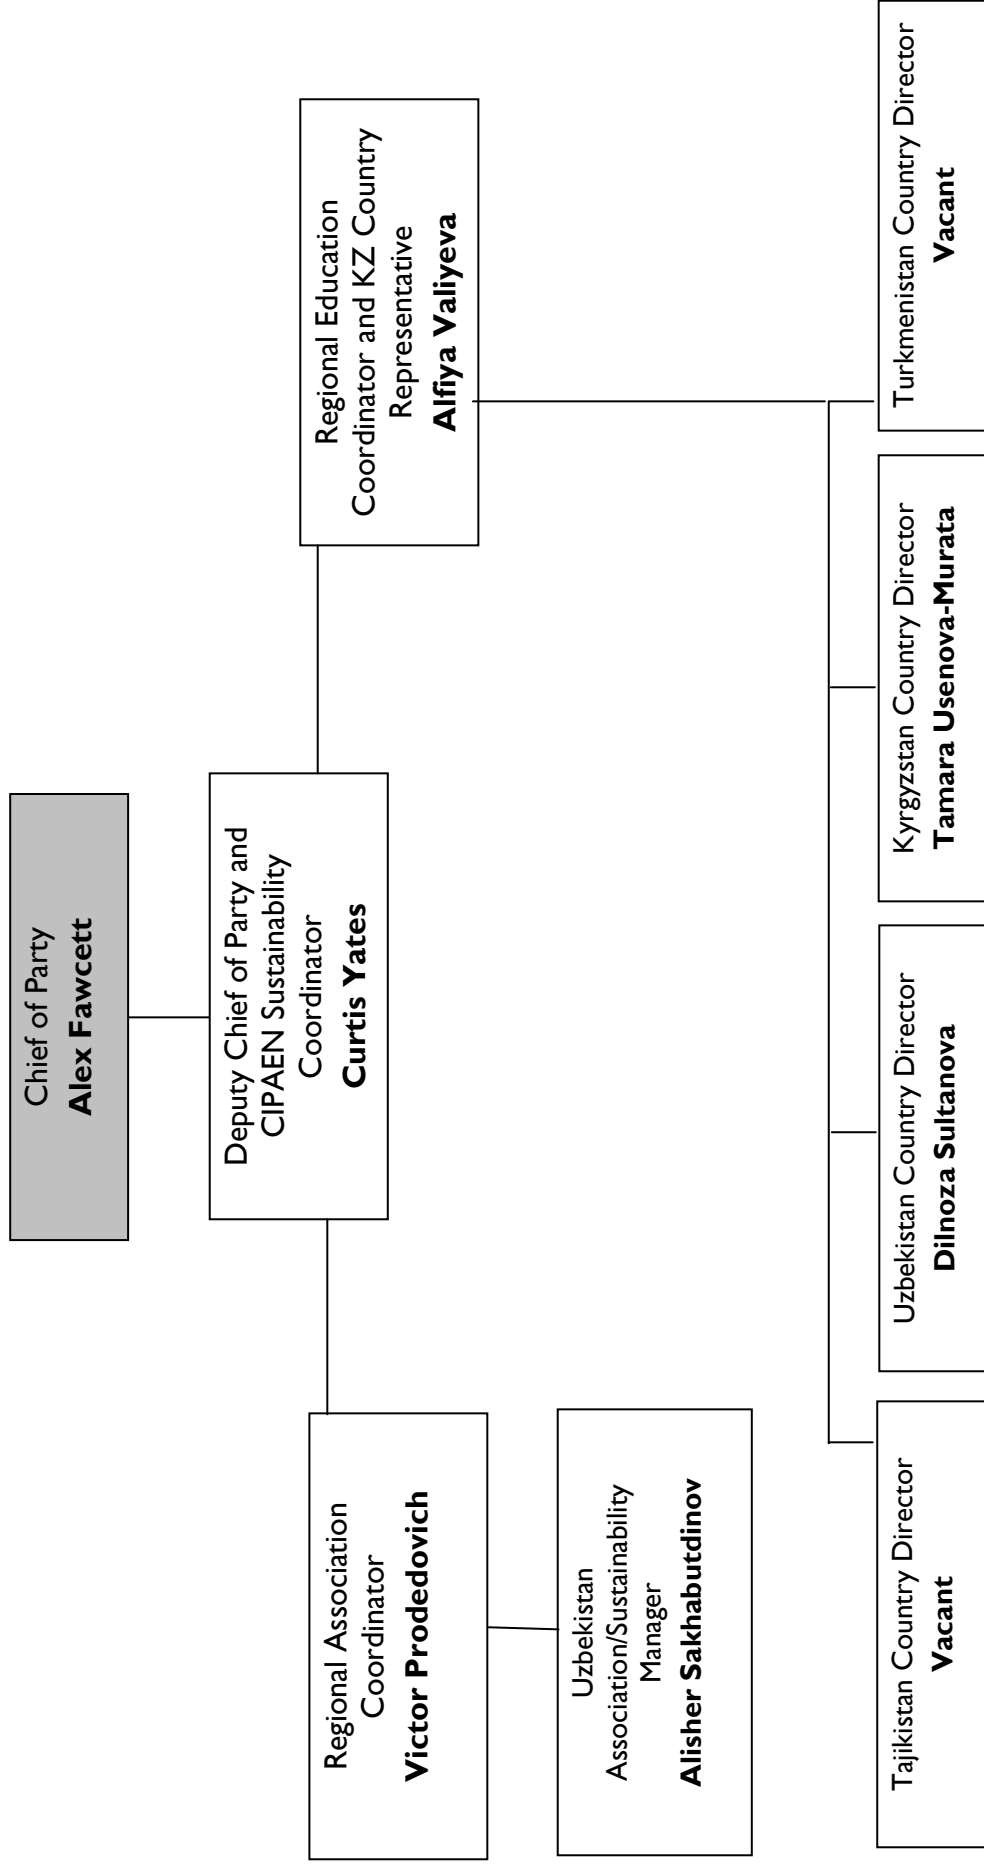 Chief of Party
Alex Fawcett
Deputy Chief of Party and
CIPAEN Sustainability
Coordinator
Curtis Yates
Regional Association
Coordinator
Victor Prodedovich
Regional Education
Coordinator and KZ Country
Representative
Alfiya Valiyeva
Uzbekistan
Association/Sustainability
Manager
Alisher Sakhabutdinov
Tajikistan Country Director
Vacant
Uzbekistan Country Director
Dilnoza Sultanova
Kyrgyzstan Country Director
Tamara Usenova-Murata
Turkmenistan Country Director
Vacant